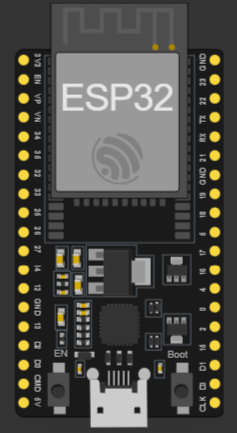 ESP32
3V3
EN
VP
VN
34
35
32
33
25
26
27
14
12
GND
13
D2
D3
CMD
5V
GND
23
22
TX
RX
21
GND
19
18
5
17
16
4
0
2
15
D1
D0
CLK
EN
Boot